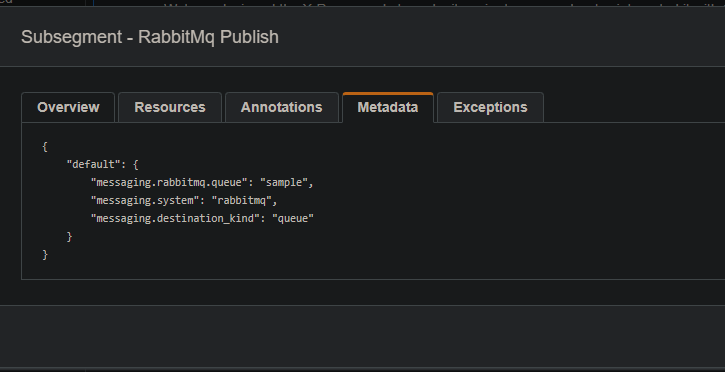 Subsegment - RabbitMq Publish
Overview Resources Annotations Metadata Exceptions
{
"default": {
"messaging.rabbitmq.queue": "sample",
"messaging.system": "rabbitmq",
"messaging.destination_kind": "queue"
}
}